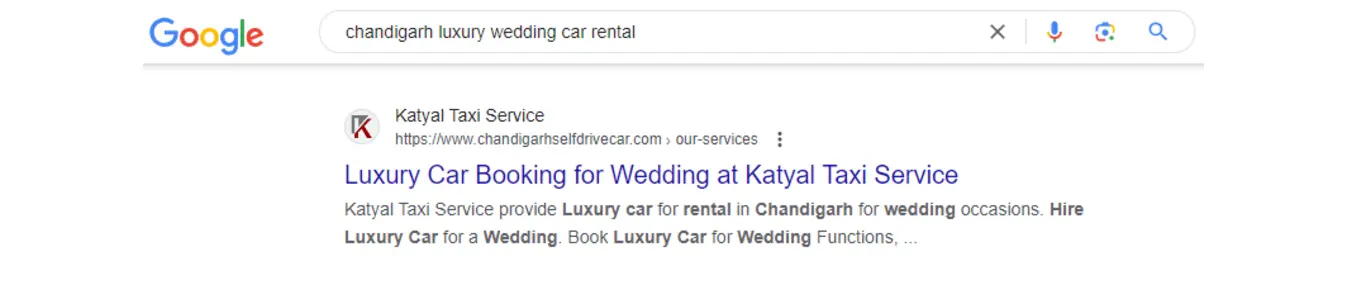 Google
chandigarh luxury wedding car rental
K
Katyal Taxi Service
https://www.chandigarhselfdrivecar.com › our-services
Luxury Car Booking for Wedding at Katyal Taxi Service
Katyal Taxi Service provide Luxury car for rental in Chandigarh for wedding occasions. Hire
Luxury Car for a Wedding. Book Luxury Car for Wedding Functions, ...